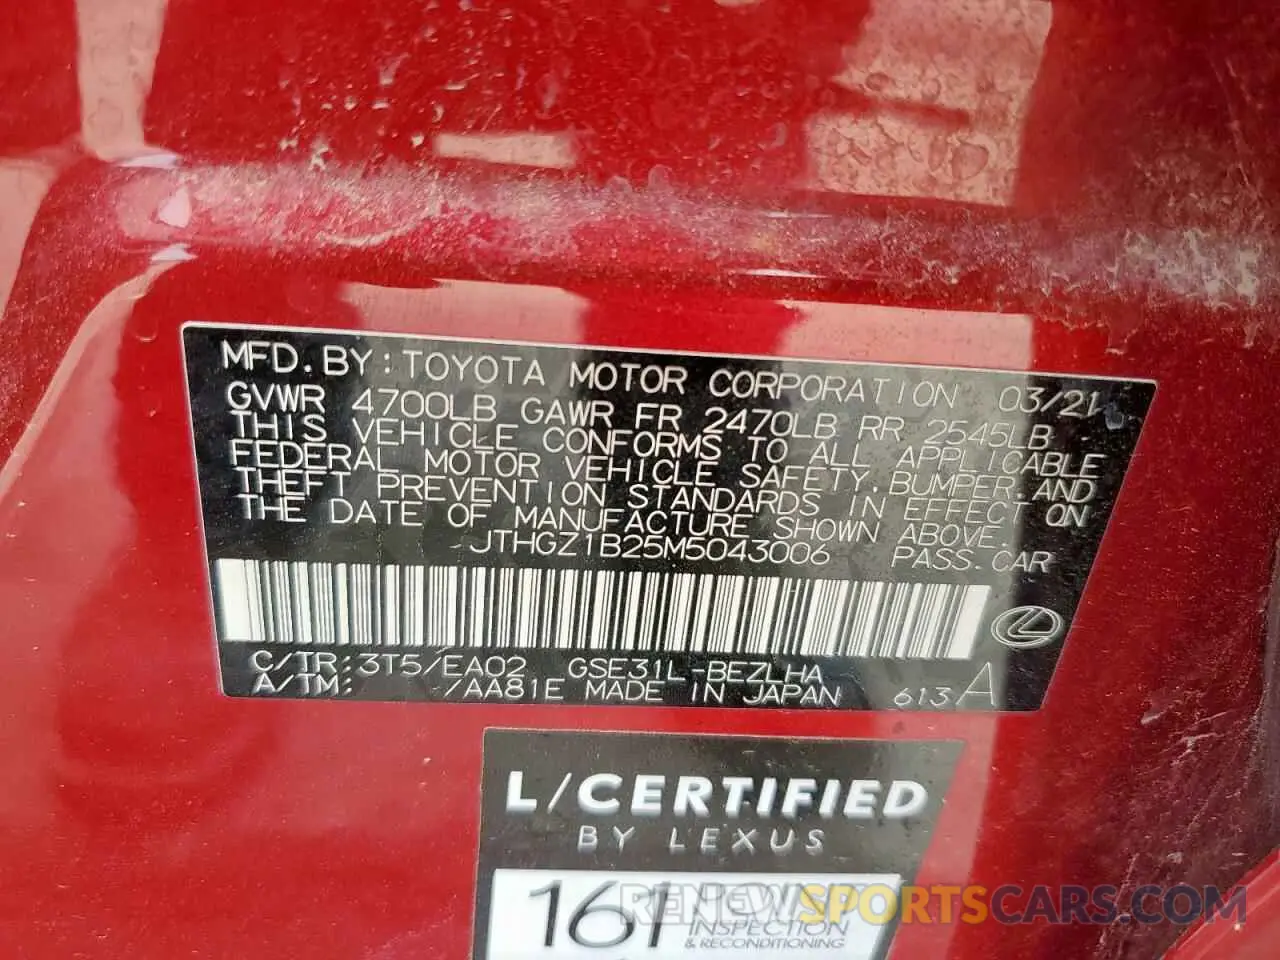 MFD. BY: TOYOTA MOTOR CORPORATION 03/21
GVWR 4700LB GAWR FR 2470LB RR 2545LB
THIS VEHICLE CONFORMS TO ALL APPLICABLE
FEDERAL MOTOR VEHICLE SAFETY, BUMPER, AND
THEFT PREVENTION STANDARDS IN EFFECT ON
THE DATE OF MANUFACTURE SHOWN ABOVE.
JTHGZ1B25M5043006 PASS. CAR
C/TR: 3T5/EA02 GSE31L-BEZLHA
A/TM: /AA81E MADE IN JAPAN 613 A
L/CERTIFIED
BY LEXUS
161 POINT
INSPECTION
& RECONDITIONING
RENEWSPORTSCARS.COM